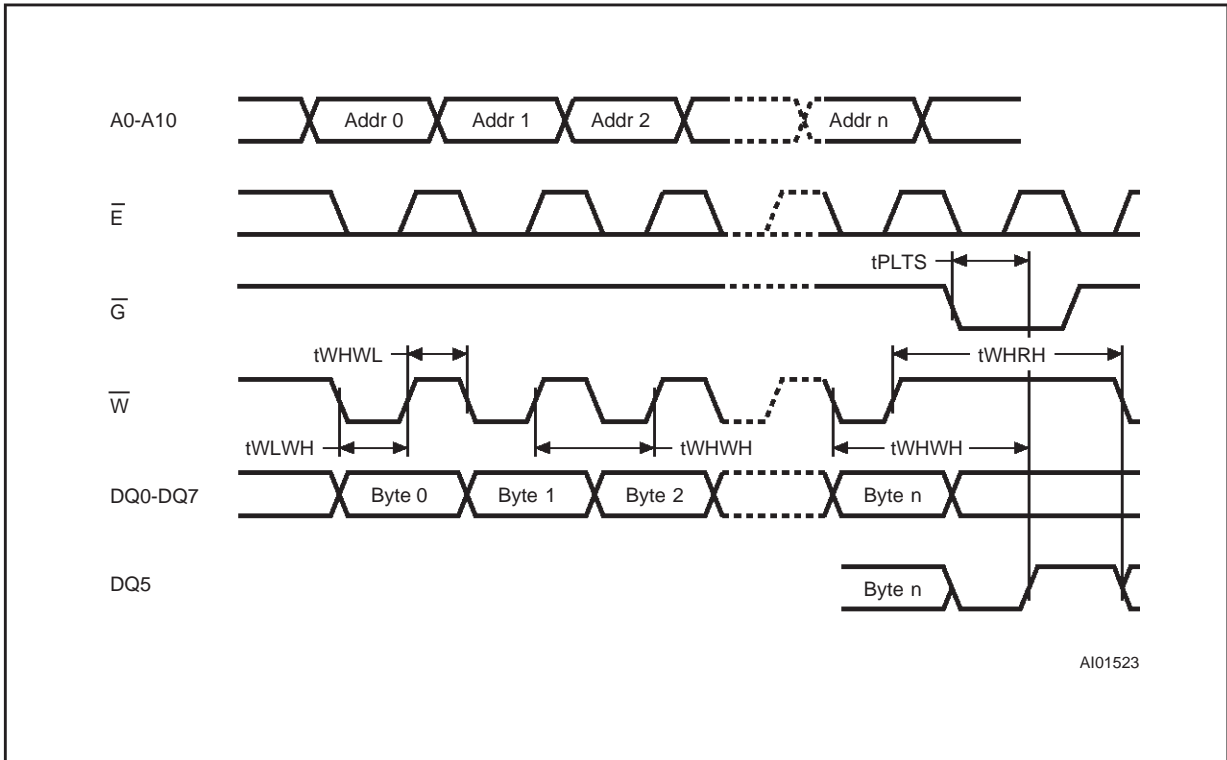 A0-A10
Addr 0 Addr 1 Addr 2 Addr n
E
tPLTS
G
tWHWL tWHRH
W
tWLWH tWHWH tWHWH
DQ0-DQ7
Byte 0 Byte 1 Byte 2 Byte n
DQ5
Byte n
AI01523